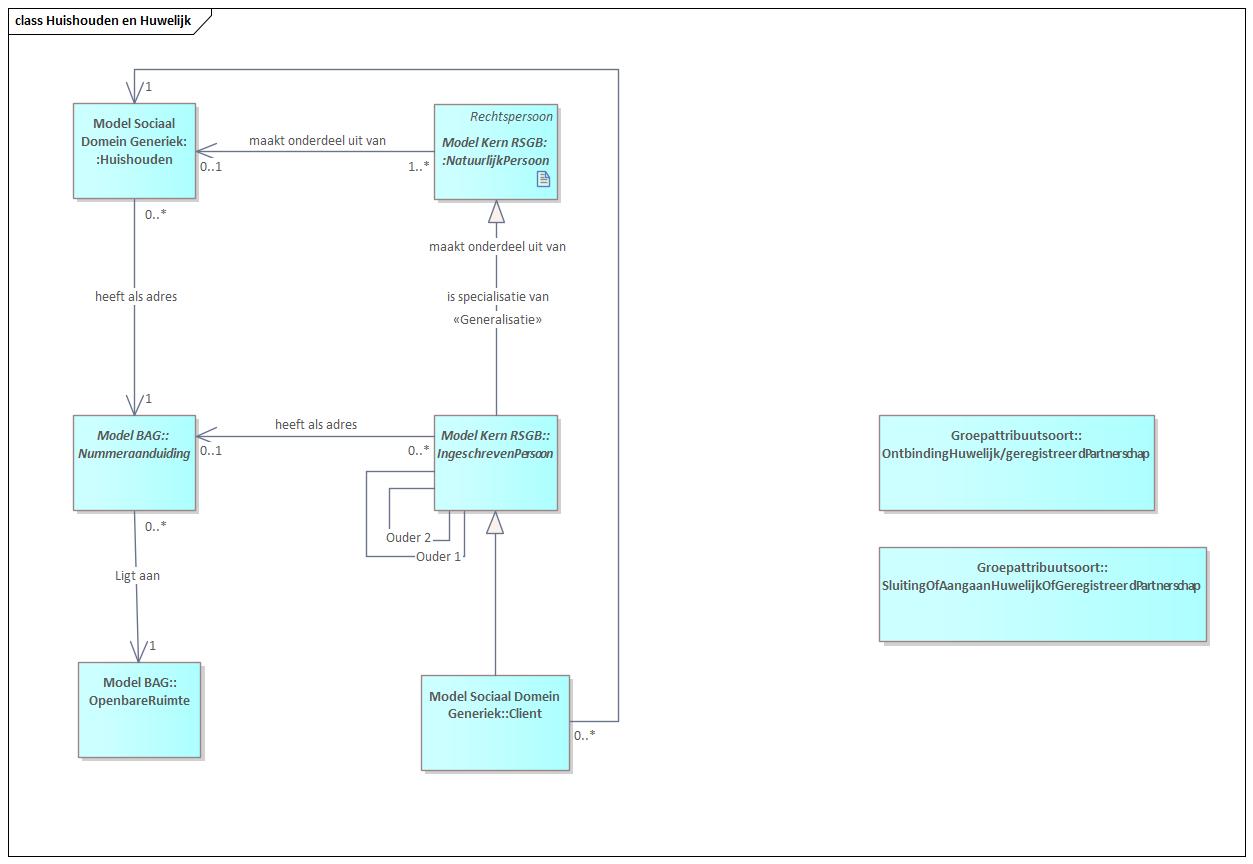 class Huishouden en Huwelijk
1
Model Sociaal
Domein Generiek:
:Huishouden
maakt onderdeel uit van
0..1
1..*
Rechtspersoon
Model Kern RSGB:
:NatuurlijkPersoon
0..*
maakt onderdeel uit van
heeft als adres
is specialisatie van
«Generalisatie»
1
Model BAG::
Nummeraanduiding
heeft als adres
0..1
0..*
Model Kern RSGB::
IngeschrevenPersoon
Groepattribuutsoort::
OntbindingHuwelijk/geregistreerdPartnerschap
0..*
Ouder 2
Ouder 1
Ligt aan
Groepattribuutsoort::
SluitingOfAangaanHuwelijkOfGeregistreerdPartnerschap
1
Model BAG::
OpenbareRuimte
Model Sociaal Domein
Generiek::Client
0..*